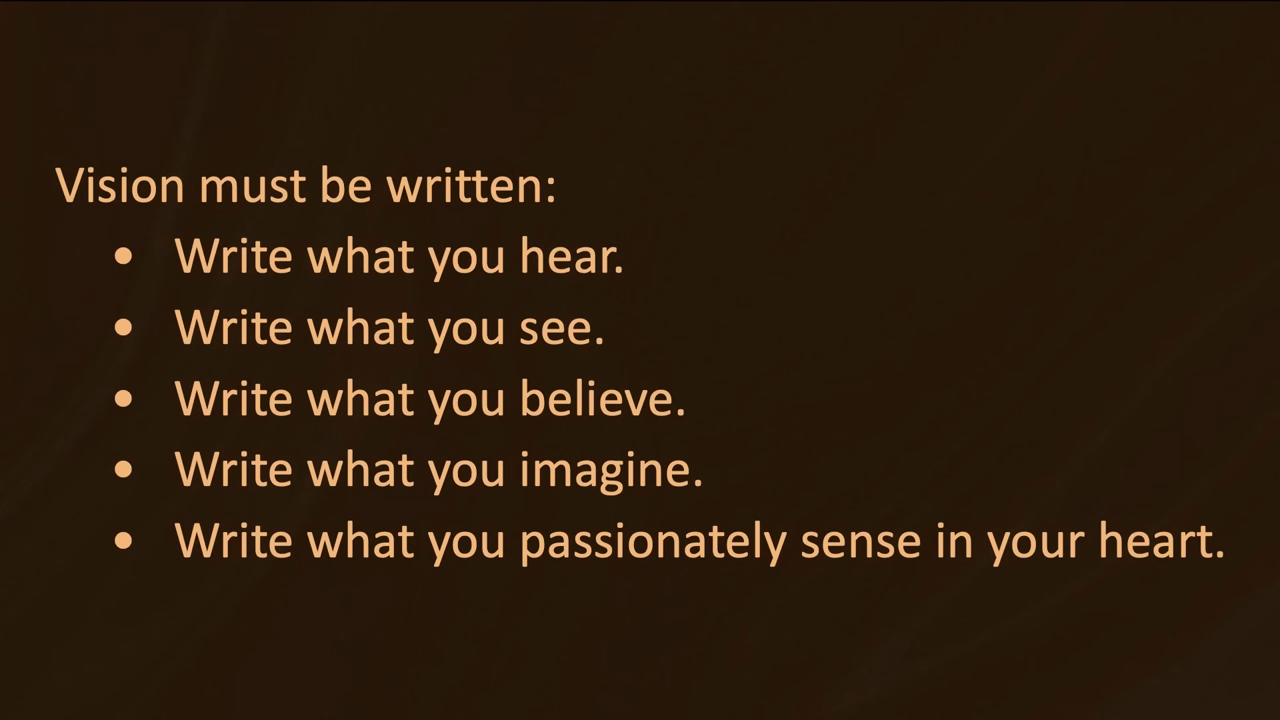 Vision must be written:
• Write what you hear.
• Write what you see.
• Write what you believe.
• Write what you imagine.
• Write what you passionately sense in your heart.